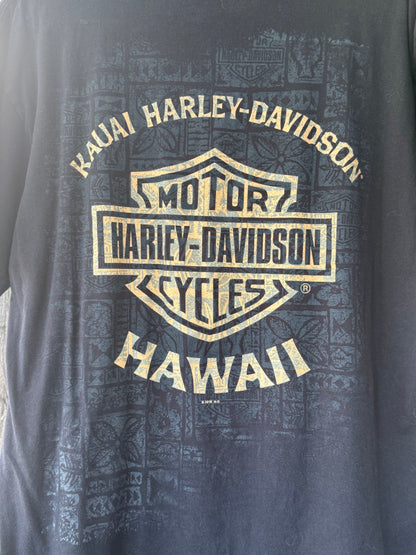 KAUAI HARLEY-DAVIDSON
MOTOR
HARLEY-DAVIDSON
CYCLES ®
HAWAII